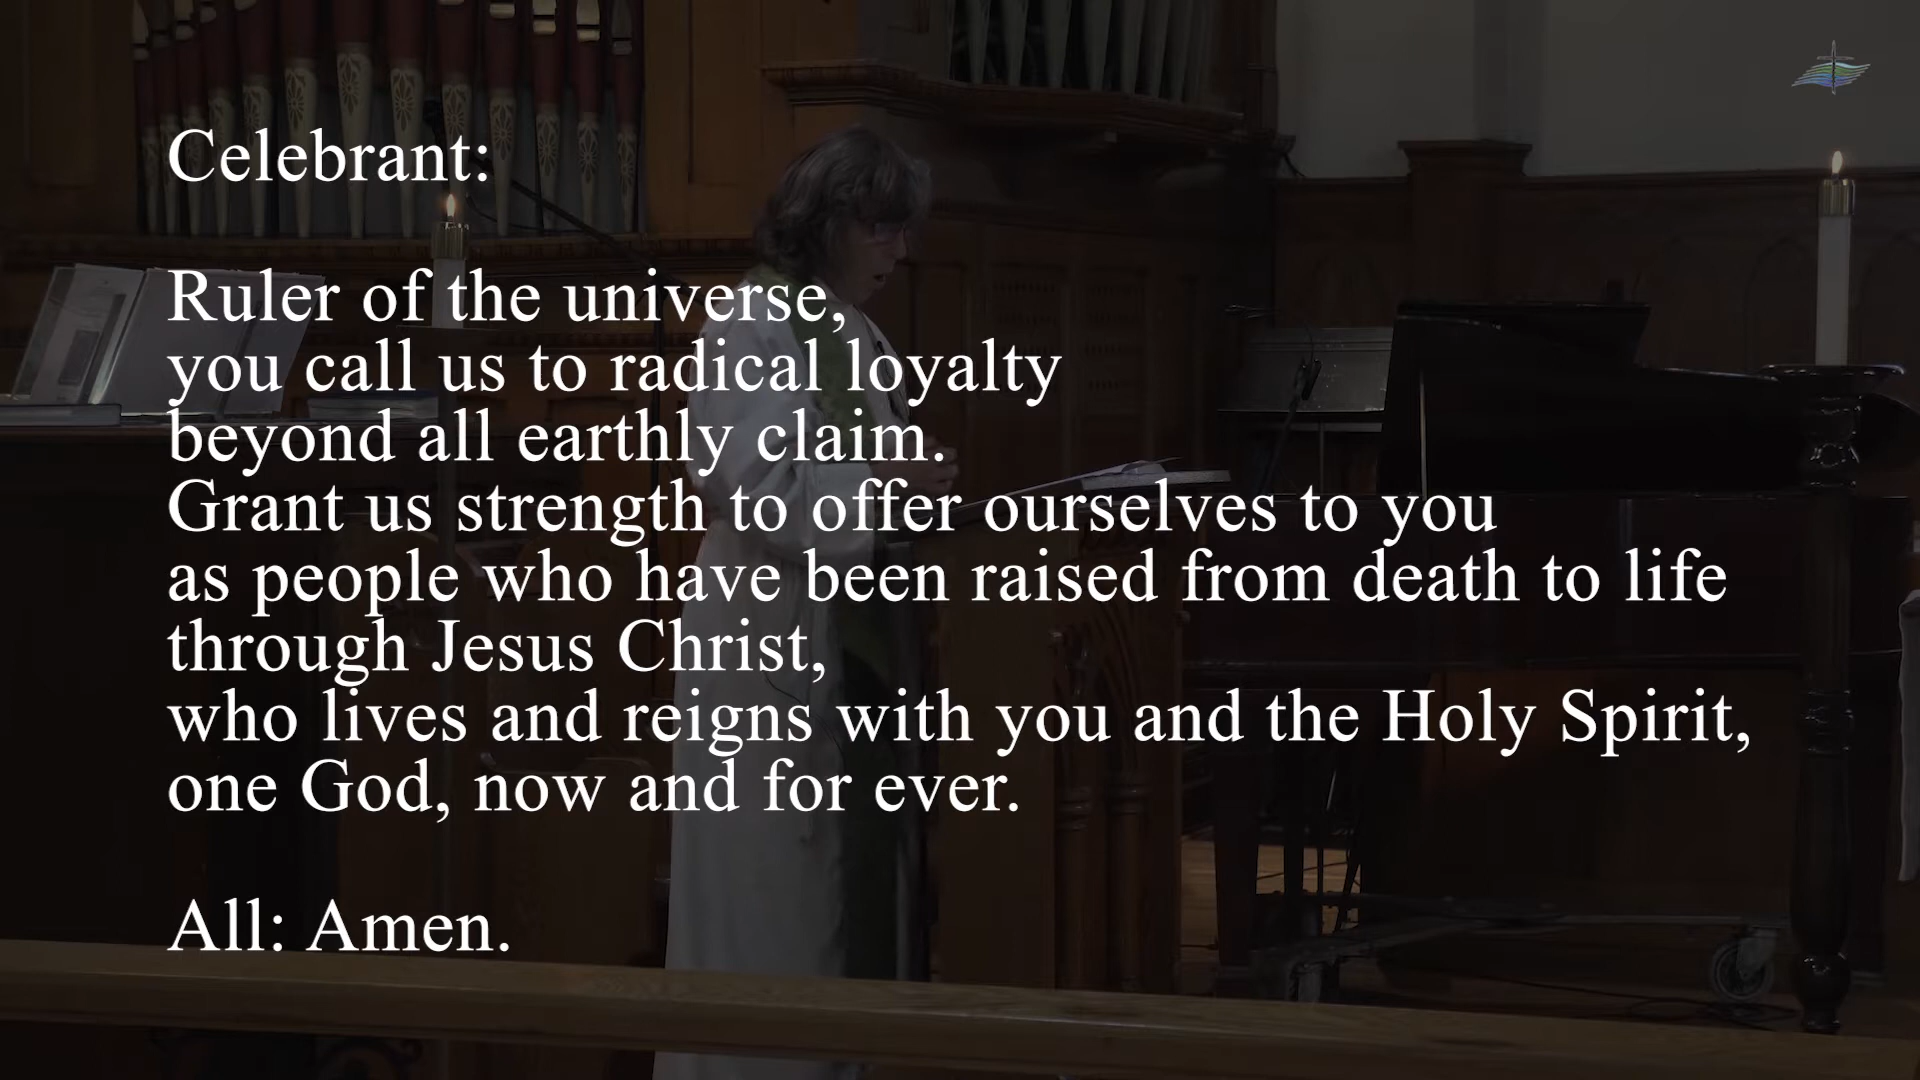 Celebrant:
Ruler of the universe,
you call us to radical loyalty
beyond all earthly claim.
Grant us strength to offer ourselves to you
as people who have been raised from death to life
through Jesus Christ,
who lives and reigns with you and the Holy Spirit,
one God, now and for ever.
All: Amen.